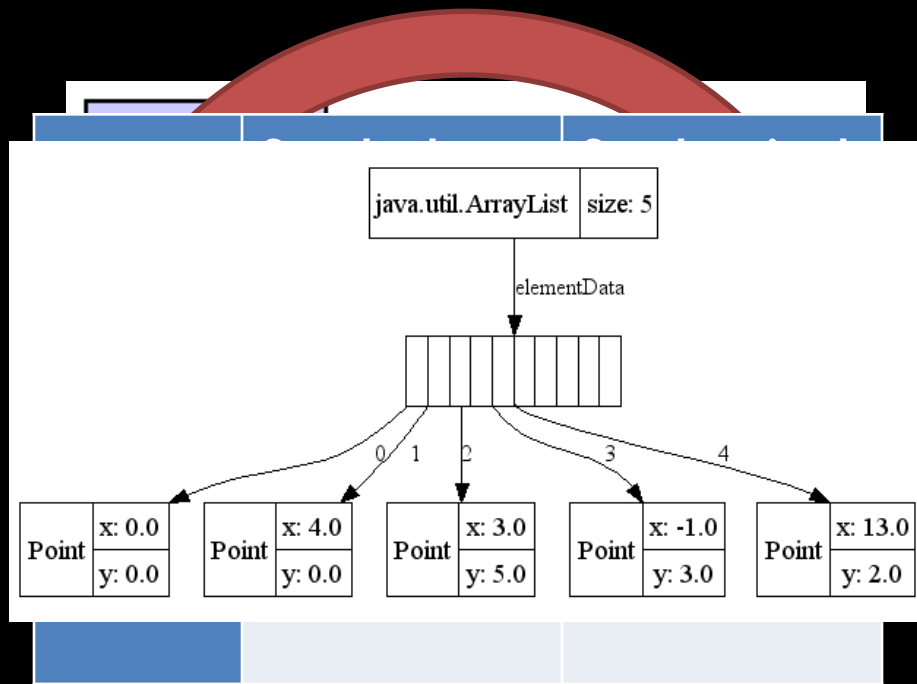 java.util.ArrayList size: 5
elementData
0 1 2 3 4
Point x: 0.0 y: 0.0
Point x: 4.0 y: 0.0
Point x: 3.0 y: 5.0
Point x: -1.0 y: 3.0
Point x: 13.0 y: 2.0